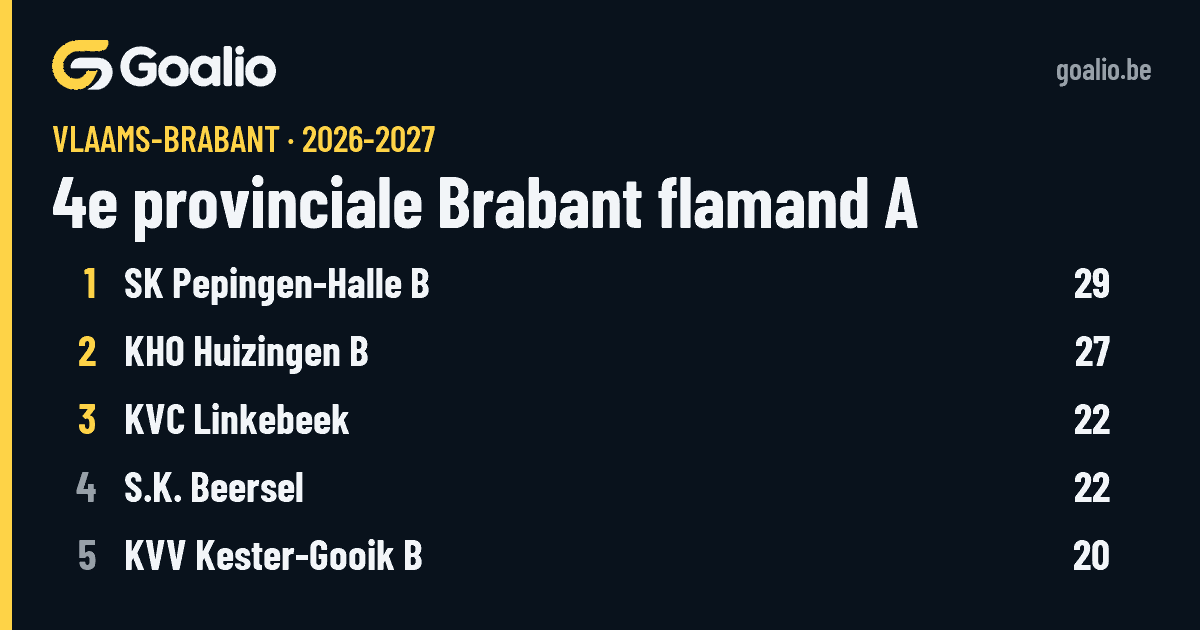 Goalio
goalio.be
VLAAMS-BRABANT · 2026-2027
4e provinciale Brabant flamand A
1 SK Pepingen-Halle B 29
2 KHO Huizingen B 27
3 KVC Linkebeek 22
4 S.K. Beersel 22
5 KVV Kester-Gooik B 20